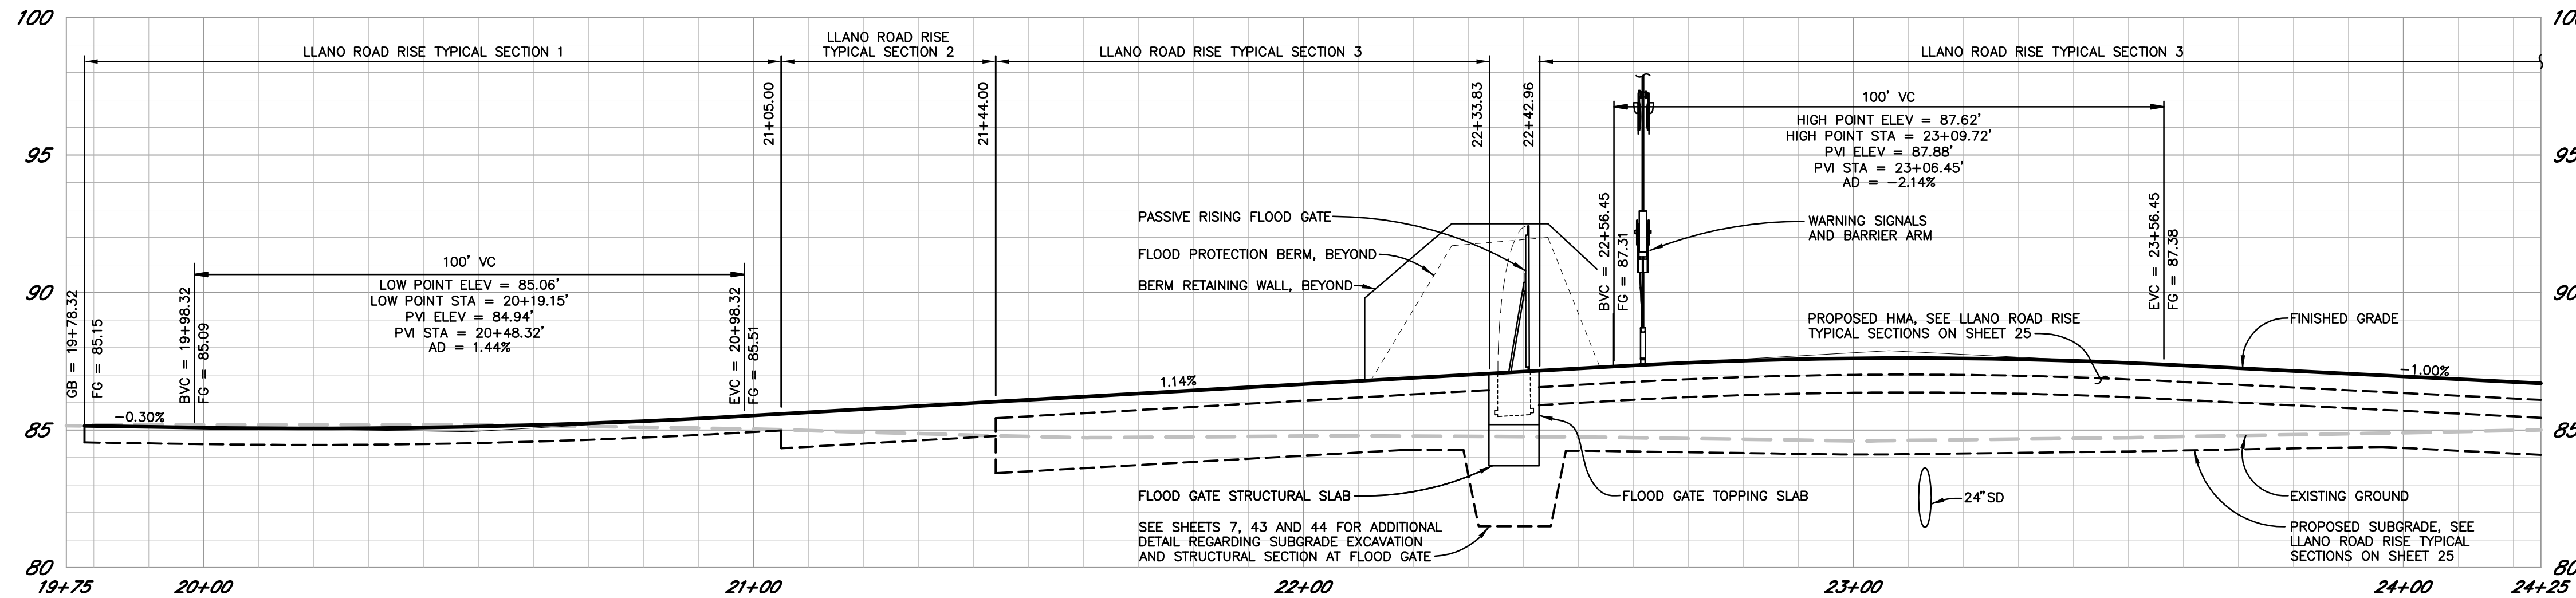 100
95
90
85
80
LLANO ROAD RISE TYPICAL SECTION 1
LLANO ROAD RISE
TYPICAL SECTION 2
LLANO ROAD RISE TYPICAL SECTION 3
LLANO ROAD RISE TYPICAL SECTION 3
21+05.00
21+44.00
22+33.83
22+42.96
GB = 19+78.32
FG = 85.15
BVC = 19+98.32
FG = 85.09
100' VC
LOW POINT ELEV = 85.06'
LOW POINT STA = 20+19.15'
PVI ELEV = 84.94'
PVI STA = 20+48.32'
AD = 1.44%
EVC = 20+98.32
FG = 85.51
-0.30%
1.14%
PASSIVE RISING FLOOD GATE
FLOOD PROTECTION BERM, BEYOND
BERM RETAINING WALL, BEYOND
FLOOD GATE STRUCTURAL SLAB
SEE SHEETS 7, 43 AND 44 FOR ADDITIONAL
DETAIL REGARDING SUBGRADE EXCAVATION
AND STRUCTURAL SECTION AT FLOOD GATE
BVC = 22+56.45
FG = 87.31
100' VC
HIGH POINT ELEV = 87.62'
HIGH POINT STA = 23+09.72'
PVI ELEV = 87.88'
PVI STA = 23+06.45'
AD = -2.14%
EVC = 23+56.45
FG = 87.38
WARNING SIGNALS
AND BARRIER ARM
PROPOSED HMA, SEE LLANO ROAD RISE
TYPICAL SECTIONS ON SHEET 25
FLOOD GATE TOPPING SLAB
24"SD
FINISHED GRADE
-1.00%
EXISTING GROUND
PROPOSED SUBGRADE, SEE
LLANO ROAD RISE TYPICAL
SECTIONS ON SHEET 25
10
95
90
85
80
19+75
20+00
21+00
22+00
23+00
24+00
24+25